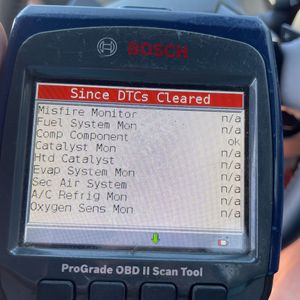 BOSCH
Since DTCs Cleared
Misfire Monitor n/a
Fuel System Mon n/a
Comp Component ok
Catalyst Mon n/a
Htd Catalyst n/a
Evap System Mon n/a
Sec Air System n/a
A/C Refrig Mon n/a
Oxygen Sens Mon n/a
ProGrade OBD II Scan Tool